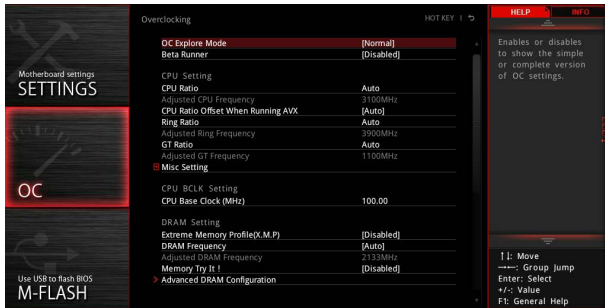 Overclocking
HOT KEY
HELP
INFO
OC Explore Mode [Normal]
Beta Runner [Disabled]
CPU Setting
CPU Ratio Auto
Adjusted CPU Frequency 3100MHz
CPU Ratio Offset When Running AVX [Auto]
Ring Ratio Auto
Adjusted Ring Frequency 3900MHz
GT Ratio Auto
Adjusted GT Frequency 1100MHz
Misc Setting
CPU BCLK Setting
CPU Base Clock (MHz) 100.00
DRAM Setting
Extreme Memory Profile(X.M.P) [Disabled]
DRAM Frequency [Auto]
Adjusted DRAM Frequency 2133MHz
Memory Try It ! [Disabled]
Advanced DRAM Configuration
Motherboard settings
SETTINGS
OC
Use USB to flash BIOS
M-FLASH
Enables or disables
to show the simple
or complete version
of OC settings.
↑↓: Move
→←: Group Jump
Enter: Select
+/-: Value
F1: General Help